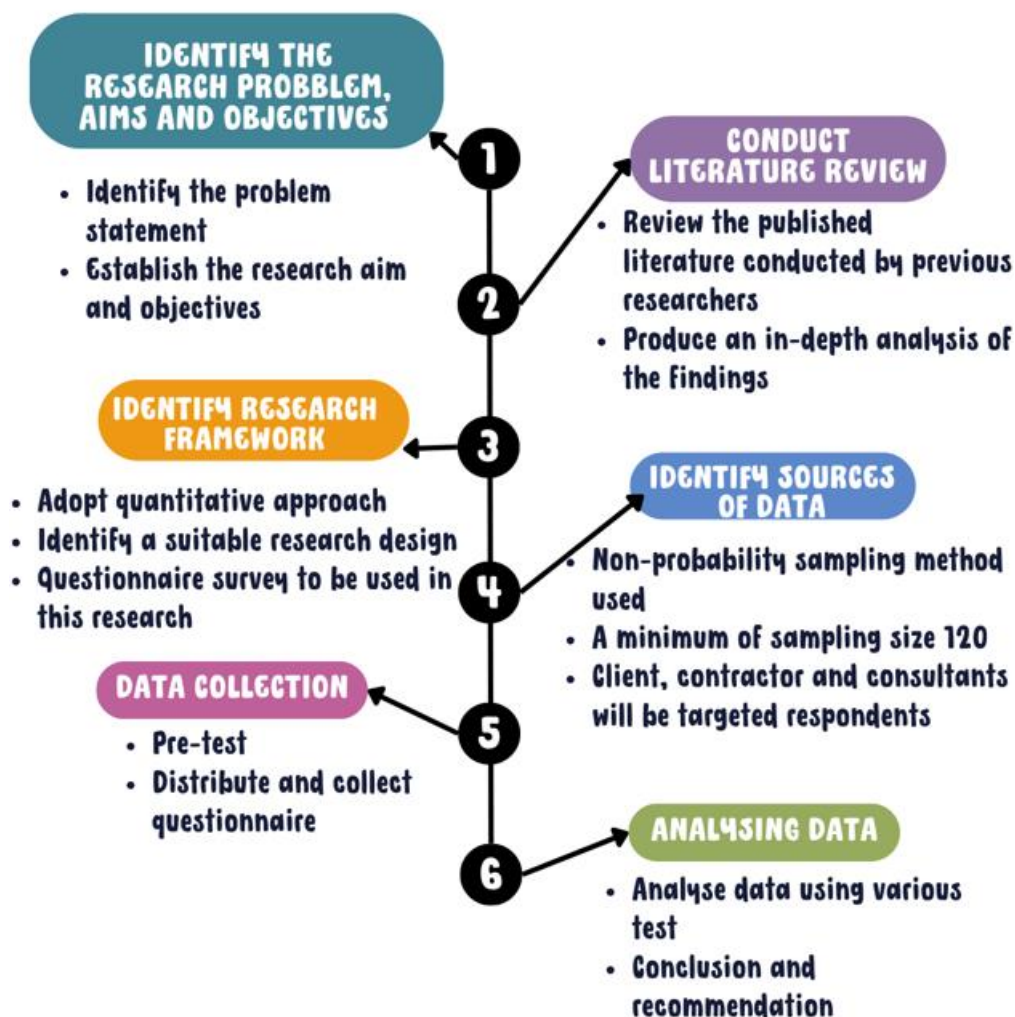 IDENTIFY THE
RESEARCH PROBBLEM,
AIMS AND OBJECTIVES
1
• Identify the problem
statement
• Establish the research aim
and objectives
CONDUCT
LITERATURE REVIEW
2
• Review the published
literature conducted by previous
researchers
• Produce an in-depth analysis of
the findings
IDENTIFY RESEARCH
FRAMEWORK
3
• Adopt quantitative approach
• Identify a suitable research design
• Questionnaire survey to be used in
this research
IDENTIFY SOURCES
OF DATA
4
• Non-probability sampling method
used
• A minimum of sampling size 120
• Client, contractor and consultants
will be targeted respondents
DATA COLLECTION
5
• Pre-test
• Distribute and collect
questionnaire
ANALYSING DATA
6
• Analyse data using various
test
• Conclusion and
recommendation